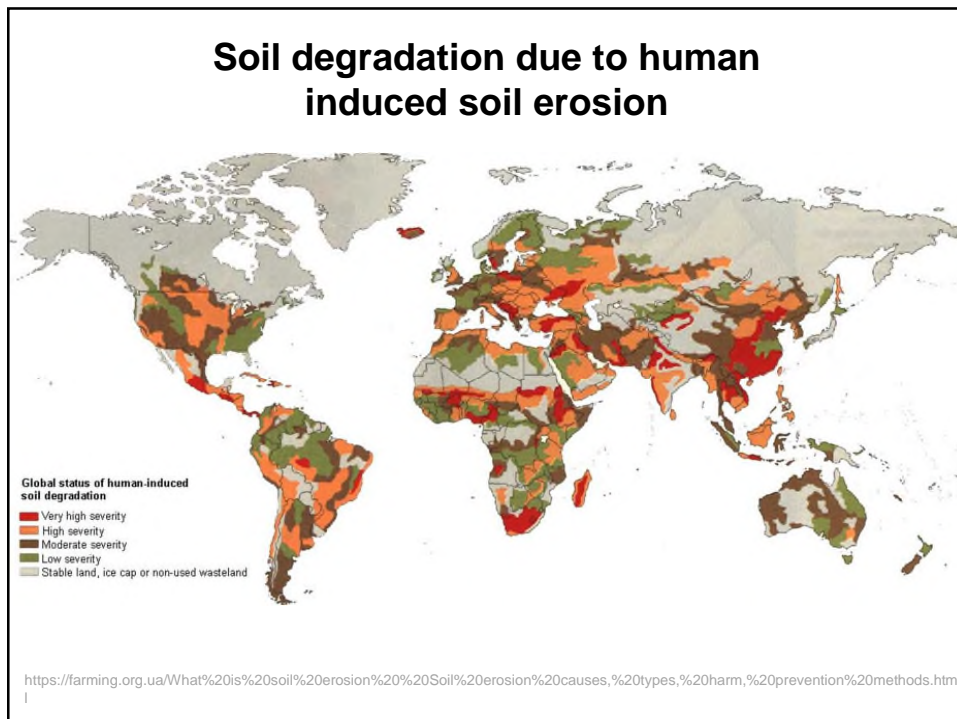 Soil degradation due to human
induced soil erosion
Global status of human-induced
soil degradation
Very high severity
High severity
Moderate severity
Low severity
Stable land, ice cap or non-used wasteland
https://farming.org.ua/What%20is%20soil%20erosion%20%20Soil%20erosion%20causes,%20types,%20harm,%20prevention%20methods.htm
l